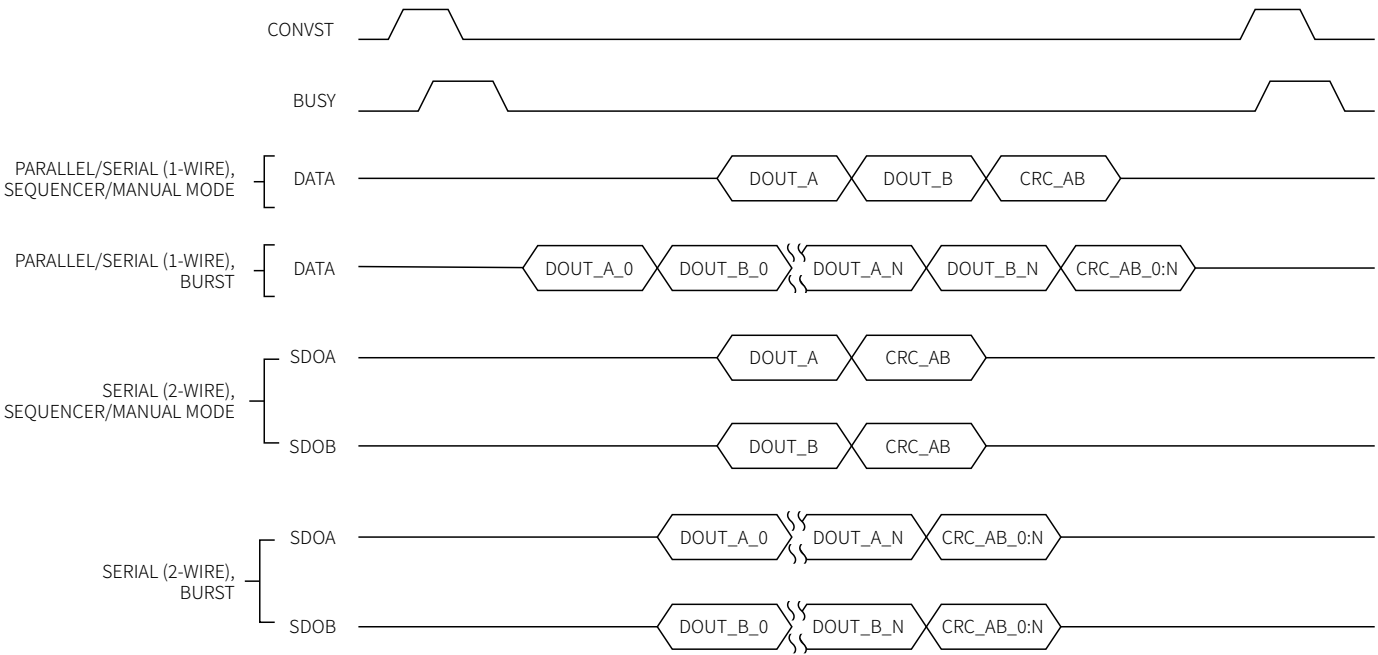 CONVST
BUSY
PARALLEL/SERIAL (1-WIRE),
SEQUENCER/MANUAL MODE
DATA
DOUT_A
DOUT_B
CRC_AB
PARALLEL/SERIAL (1-WIRE),
BURST
DATA
DOUT_A_0
DOUT_B_0
DOUT_A_N
DOUT_B_N
CRC_AB_0:N
SERIAL (2-WIRE),
SEQUENCER/MANUAL MODE
SDOA
DOUT_A
CRC_AB
SDOB
DOUT_B
CRC_AB
SERIAL (2-WIRE),
BURST
SDOA
DOUT_A_0
DOUT_A_N
CRC_AB_0:N
SDOB
DOUT_B_0
DOUT_B_N
CRC_AB_0:N